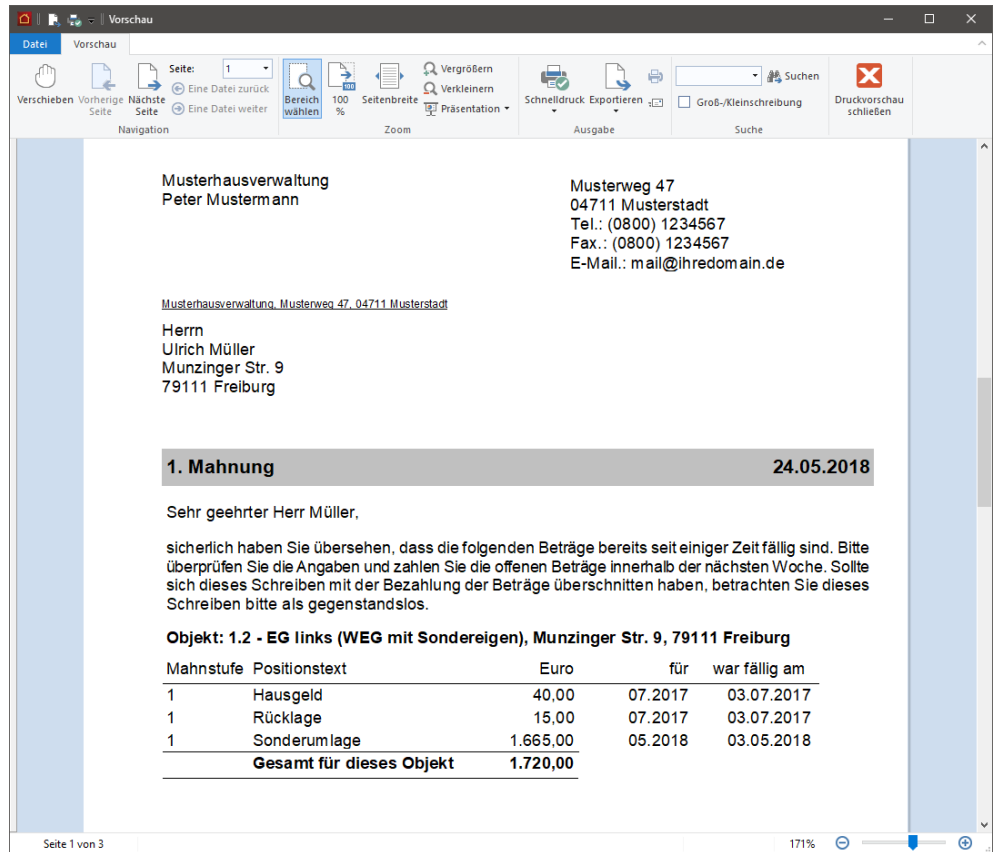 Vorschau
Datei Vorschau
Verschieben
Vorherige Seite
Nächste Seite
Seite: 1
Eine Datei zurück
Eine Datei weiter
Navigation
Bereich wählen
100 %
Seitenbreite
Vergrößern
Verkleinern
Präsentation
Zoom
Schnelldruck
Exportieren
Ausgabe
Suchen
Groß-/Kleinschreibung
Suche
Druckvorschau schließen
Musterhausverwaltung
Peter Mustermann
Musterweg 47
04711 Musterstadt
Tel.: (0800) 1234567
Fax.: (0800) 1234567
E-Mail.: mail@ihredomain.de
Musterhausverwaltung, Musterweg 47, 04711 Musterstadt
Herrn
Ulrich Müller
Munzinger Str. 9
79111 Freiburg
1. Mahnung 24.05.2018
Sehr geehrter Herr Müller,
sicherlich haben Sie übersehen, dass die folgenden Beträge bereits seit einiger Zeit fällig sind. Bitte
überprüfen Sie die Angaben und zahlen Sie die offenen Beträge innerhalb der nächsten Woche. Sollte
sich dieses Schreiben mit der Bezahlung der Beträge überschnitten haben, betrachten Sie dieses
Schreiben bitte als gegenstandslos.
Objekt: 1.2 - EG links (WEG mit Sondereigen), Munzinger Str. 9, 79111 Freiburg
Mahnstufe Positionstext Euro für war fällig am
1 Hausgeld 40,00 07.2017 03.07.2017
1 Rücklage 15,00 07.2017 03.07.2017
1 Sonderumlage 1.665,00 05.2018 03.05.2018
Gesamt für dieses Objekt 1.720,00
Seite 1 von 3 171%